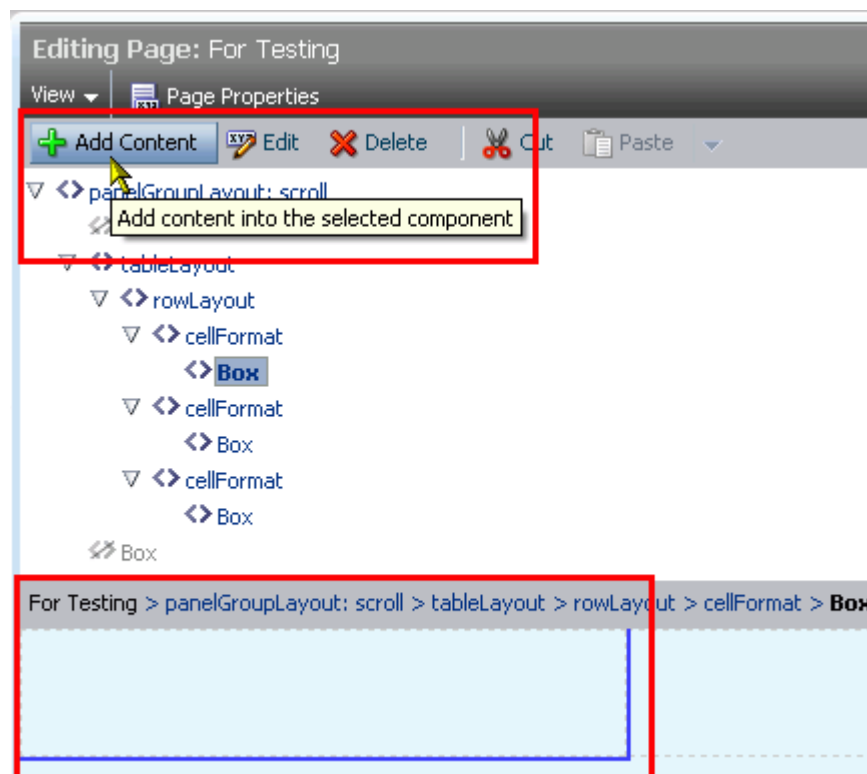 Editing Page: For Testing
View Page Properties
Add Content Edit Delete Cut Paste
panelGroupLayout: scroll
Add content into the selected component
tableLayout
rowLayout
cellFormat
Box
cellFormat
Box
cellFormat
Box
Box
For Testing > panelGroupLayout: scroll > tableLayout > rowLayout > cellFormat > Box